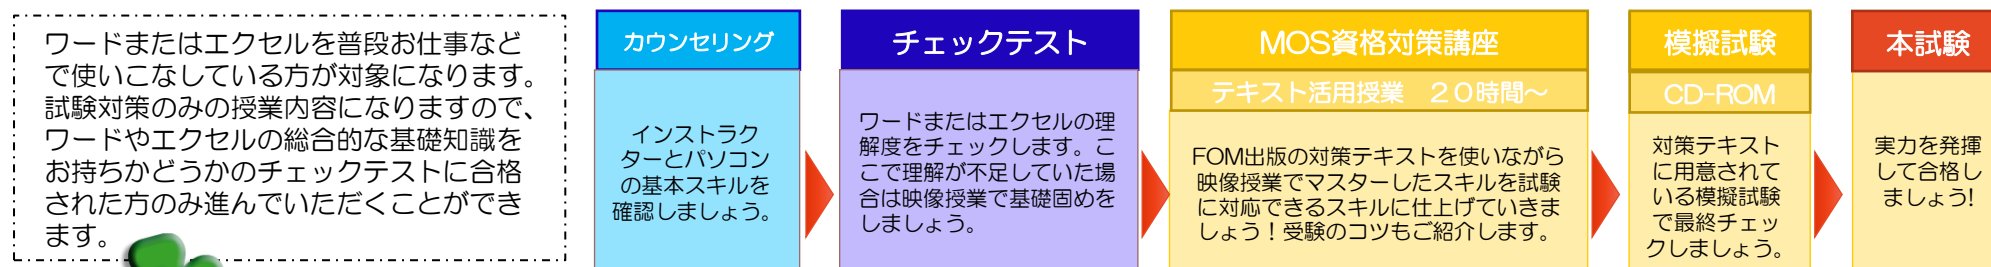 ワードまたはエクセルを普段お仕事など
で使いこなしている方が対象になります。
試験対策のみの授業内容になりますので、
ワードやエクセルの総合的な基礎知識を
お持ちかどうかのチェックテストに合格
された方のみ進んでいただくことができ
ます。
カウンセリング
インストラク
ターとパソコン
の基本スキルを
確認しましょう。
チェックテスト
ワードまたはエクセルの理
解度をチェックします。こ
こで理解が不足していた場
合は映像授業で基礎固めを
しましょう。
MOS資格対策講座
テキスト活用授業　２０時間～
FOM出版の対策テキストを使いながら
映像授業でマスターしたスキルを試験
に対応できるスキルに仕上げていきま
しょう！受験のコツもご紹介します。
模擬試験
CD-ROM
対策テキスト
に用意されて
いる模擬試験
で最終チェッ
クしましょう。
本試験
実力を発揮
して合格し
ましょう!